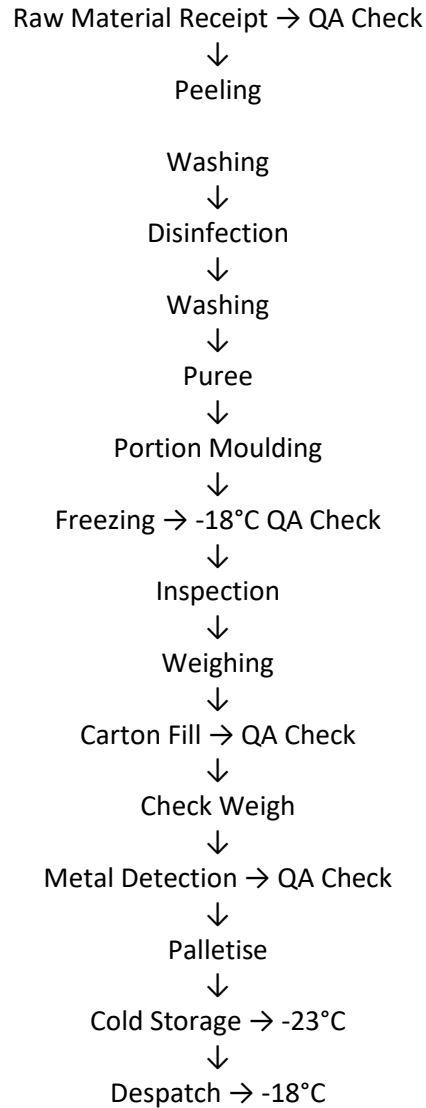 Raw Material Receipt → QA Check
↓
Peeling
Washing
↓
Disinfection
↓
Washing
↓
Puree
↓
Portion Moulding
↓
Freezing → -18°C QA Check
↓
Inspection
↓
Weighing
↓
Carton Fill → QA Check
↓
Check Weigh
↓
Metal Detection → QA Check
↓
Palletise
↓
Cold Storage → -23°C
↓
Despatch → -18°C